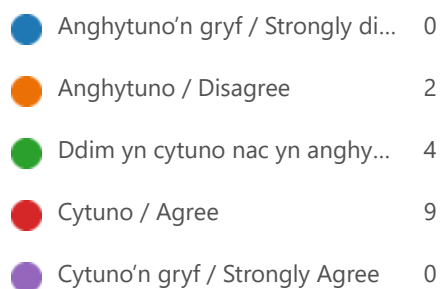 Anghytuno'n gryf / Strongly di... 0
Anghytuno / Disagree 2
Ddim yn cytuno nac yn anghy... 4
Cytuno / Agree 9
Cytuno'n gryf / Strongly Agree 0